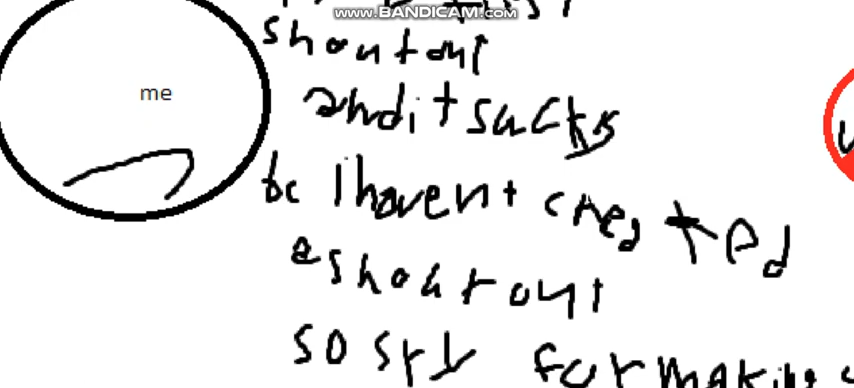 www.BANDICAM.com
shoutout
me
and it sucks
bc I havent created
a shoutout
so sry for making